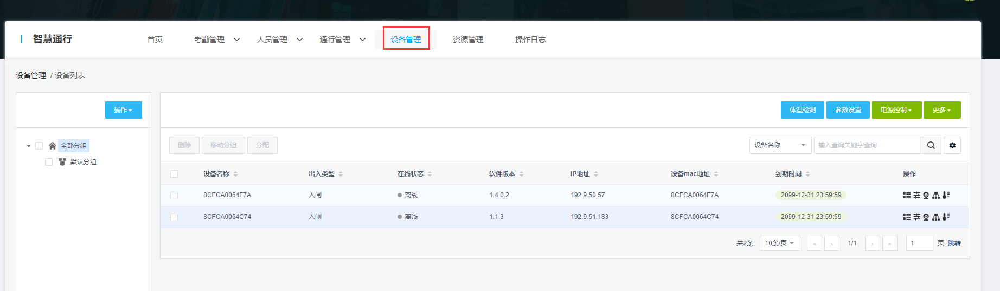 智慧通行 首页 考勤管理 人员管理 通行管理 设备管理 资源管理 操作日志
设备管理 / 设备列表
操作
全部分组
默认分组
体温检测 参数设置 电源控制 更多
删除 移动分组 分配 设备名称 输入查询关键字查询
设备名称 出入类型 在线状态 软件版本 IP地址 设备mac地址 到期时间 操作
8CFCA0064F7A 入闸 离线 1.4.0.2 192.9.50.57 8CFCA0064F7A 2099-12-31 23:59:59
8CFCA0064C74 入闸 离线 1.1.3 192.9.51.183 8CFCA0064C74 2099-12-31 23:59:59
共2条 10条/页 « ‹ 1/1 › » 1 页 跳转